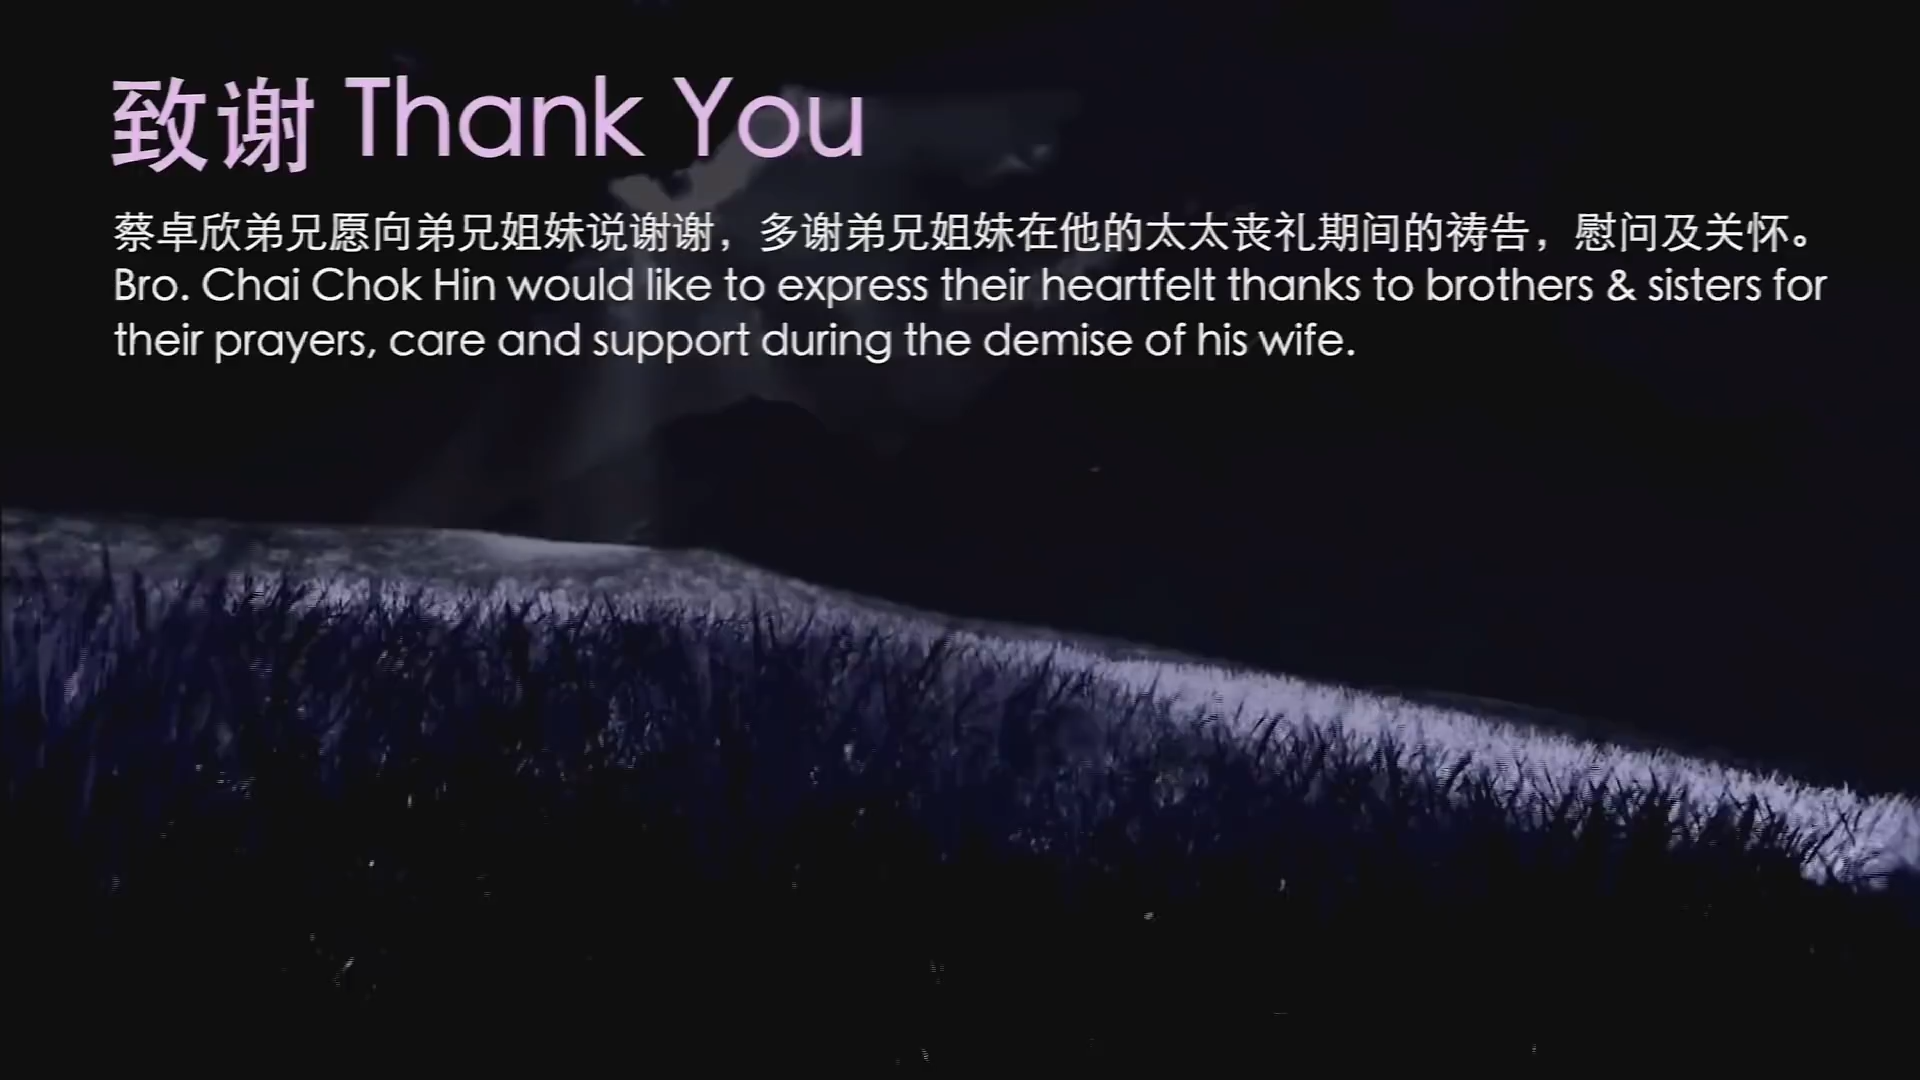 致谢 Thank You
蔡卓欣弟兄愿向弟兄姐妹说谢谢，多谢弟兄姐妹在他的太太丧礼期间的祷告，慰问及关怀。
Bro. Chai Chok Hin would like to express their heartfelt thanks to brothers & sisters for
their prayers, care and support during the demise of his wife.